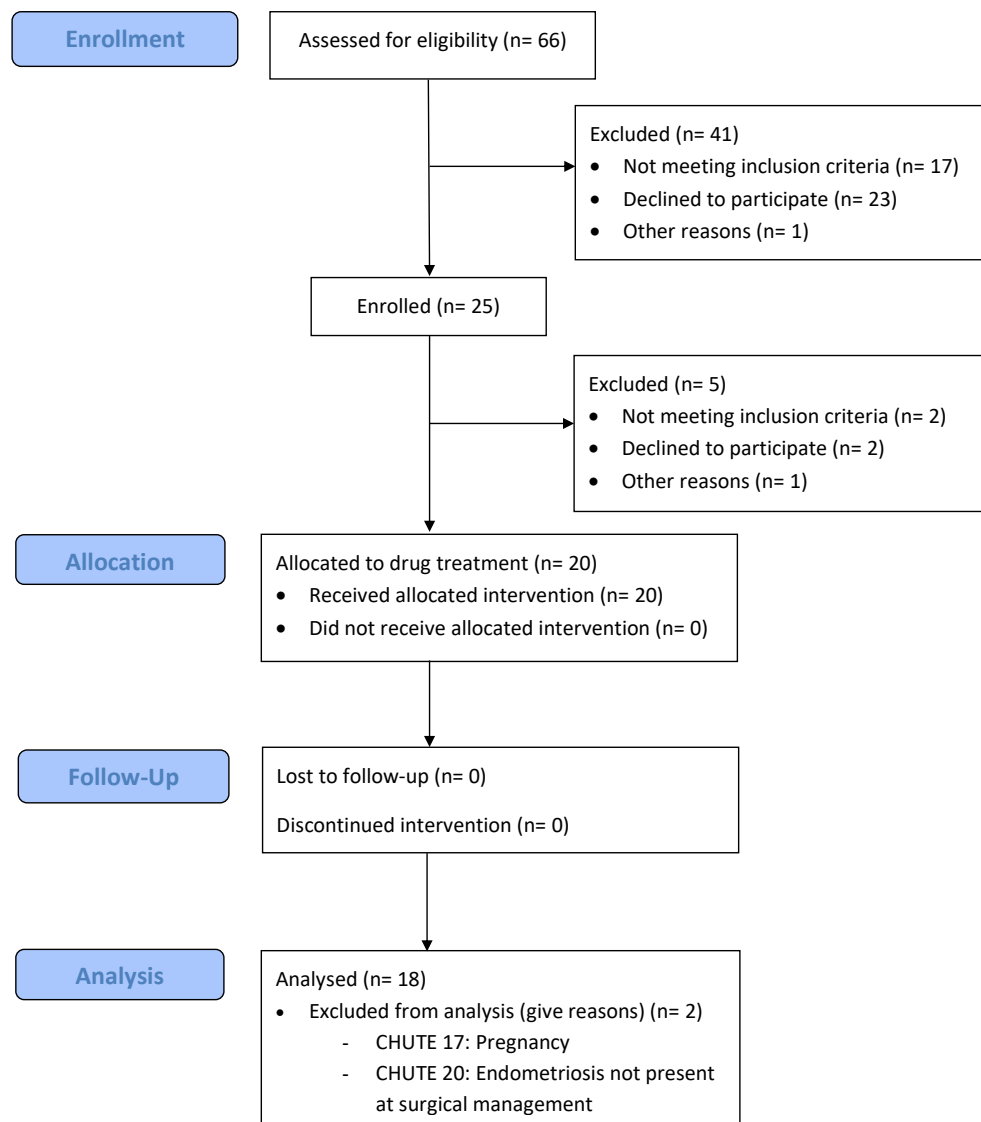 Enrollment
Assessed for eligibility (n= 66)
Excluded (n= 41)
• Not meeting inclusion criteria (n= 17)
• Declined to participate (n= 23)
• Other reasons (n= 1)
Enrolled (n= 25)
Excluded (n= 5)
• Not meeting inclusion criteria (n= 2)
• Declined to participate (n= 2)
• Other reasons (n= 1)
Allocation
Allocated to drug treatment (n= 20)
• Received allocated intervention (n= 20)
• Did not receive allocated intervention (n= 0)
Follow-Up
Lost to follow-up (n= 0)
Discontinued intervention (n= 0)
Analysis
Analysed (n= 18)
• Excluded from analysis (give reasons) (n= 2)
- CHUTE 17: Pregnancy
- CHUTE 20: Endometriosis not present
at surgical management